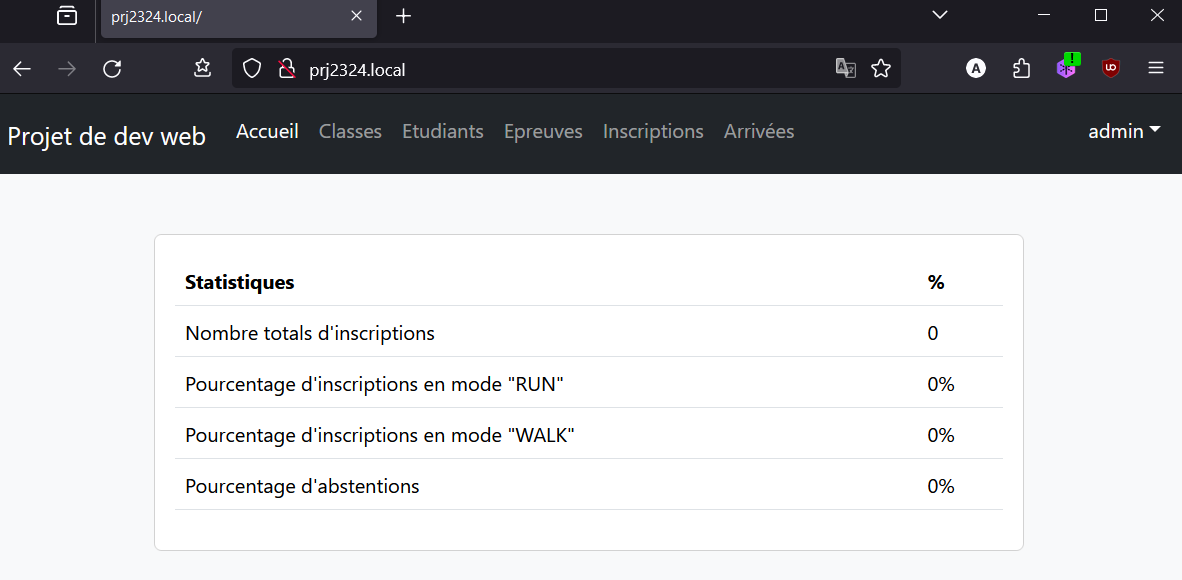 prj2324.local/
prj2324.local
Projet de dev web Accueil Classes Etudiants Epreuves Inscriptions Arrivées admin
Statistiques %
Nombre totals d'inscriptions 0
Pourcentage d'inscriptions en mode "RUN" 0%
Pourcentage d'inscriptions en mode "WALK" 0%
Pourcentage d'abstentions 0%